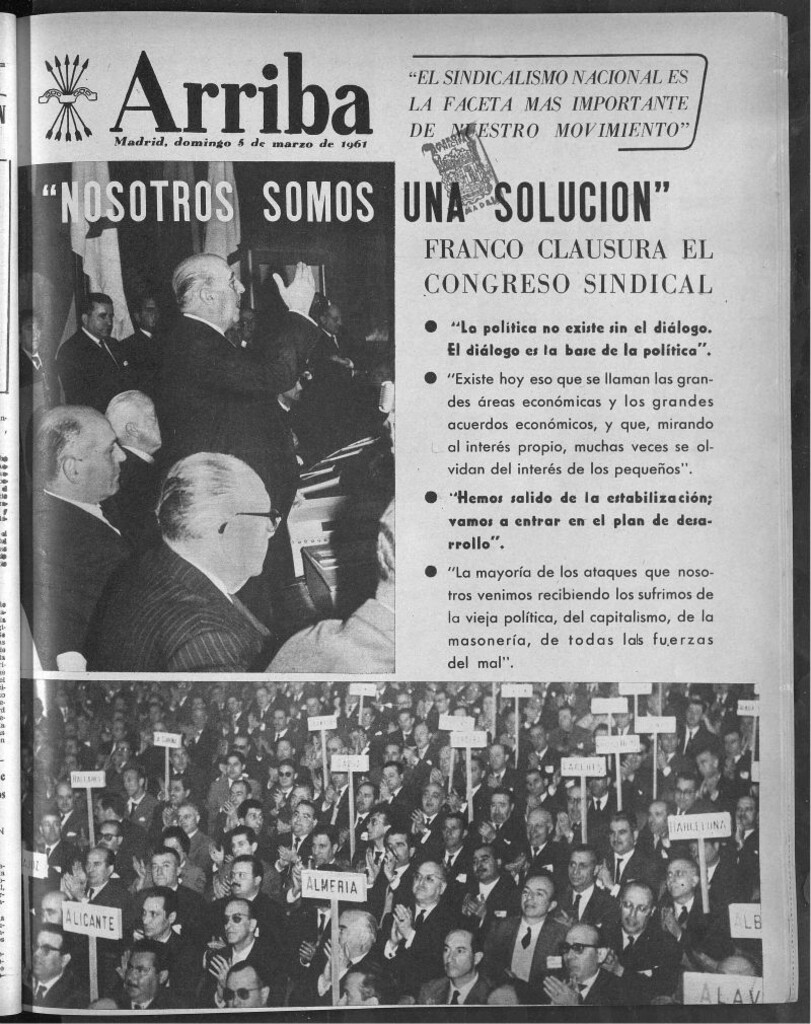 Arriba
Madrid, domingo 5 de marzo de 1961
“EL SINDICALISMO NACIONAL ES
LA FACETA MAS IMPORTANTE
DE NUESTRO MOVIMIENTO”
“NOSOTROS SOMOS UNA SOLUCION”
FRANCO CLAUSURA EL
CONGRESO SINDICAL
● “La política no existe sin el diálogo.
El diálogo es la base de la política”.
● “Existe hoy eso que se llaman las gran-
des áreas económicas y los grandes
acuerdos económicos, y que, mirando
al interés propio, muchas veces se ol-
vidan del interés de los pequeños”.
● “Hemos salido de la estabilización;
vamos a entrar en el plan de desa-
rrollo”.
● “La mayoría de los ataques que noso-
tros venimos recibiendo los sufrimos de
la vieja política, del capitalismo, de la
masonería, de todas lals fuerzas
del mal”.
BALEARES
CACERES
BARCELONA
ALMERIA
ALICANTE
ALB
ALAV